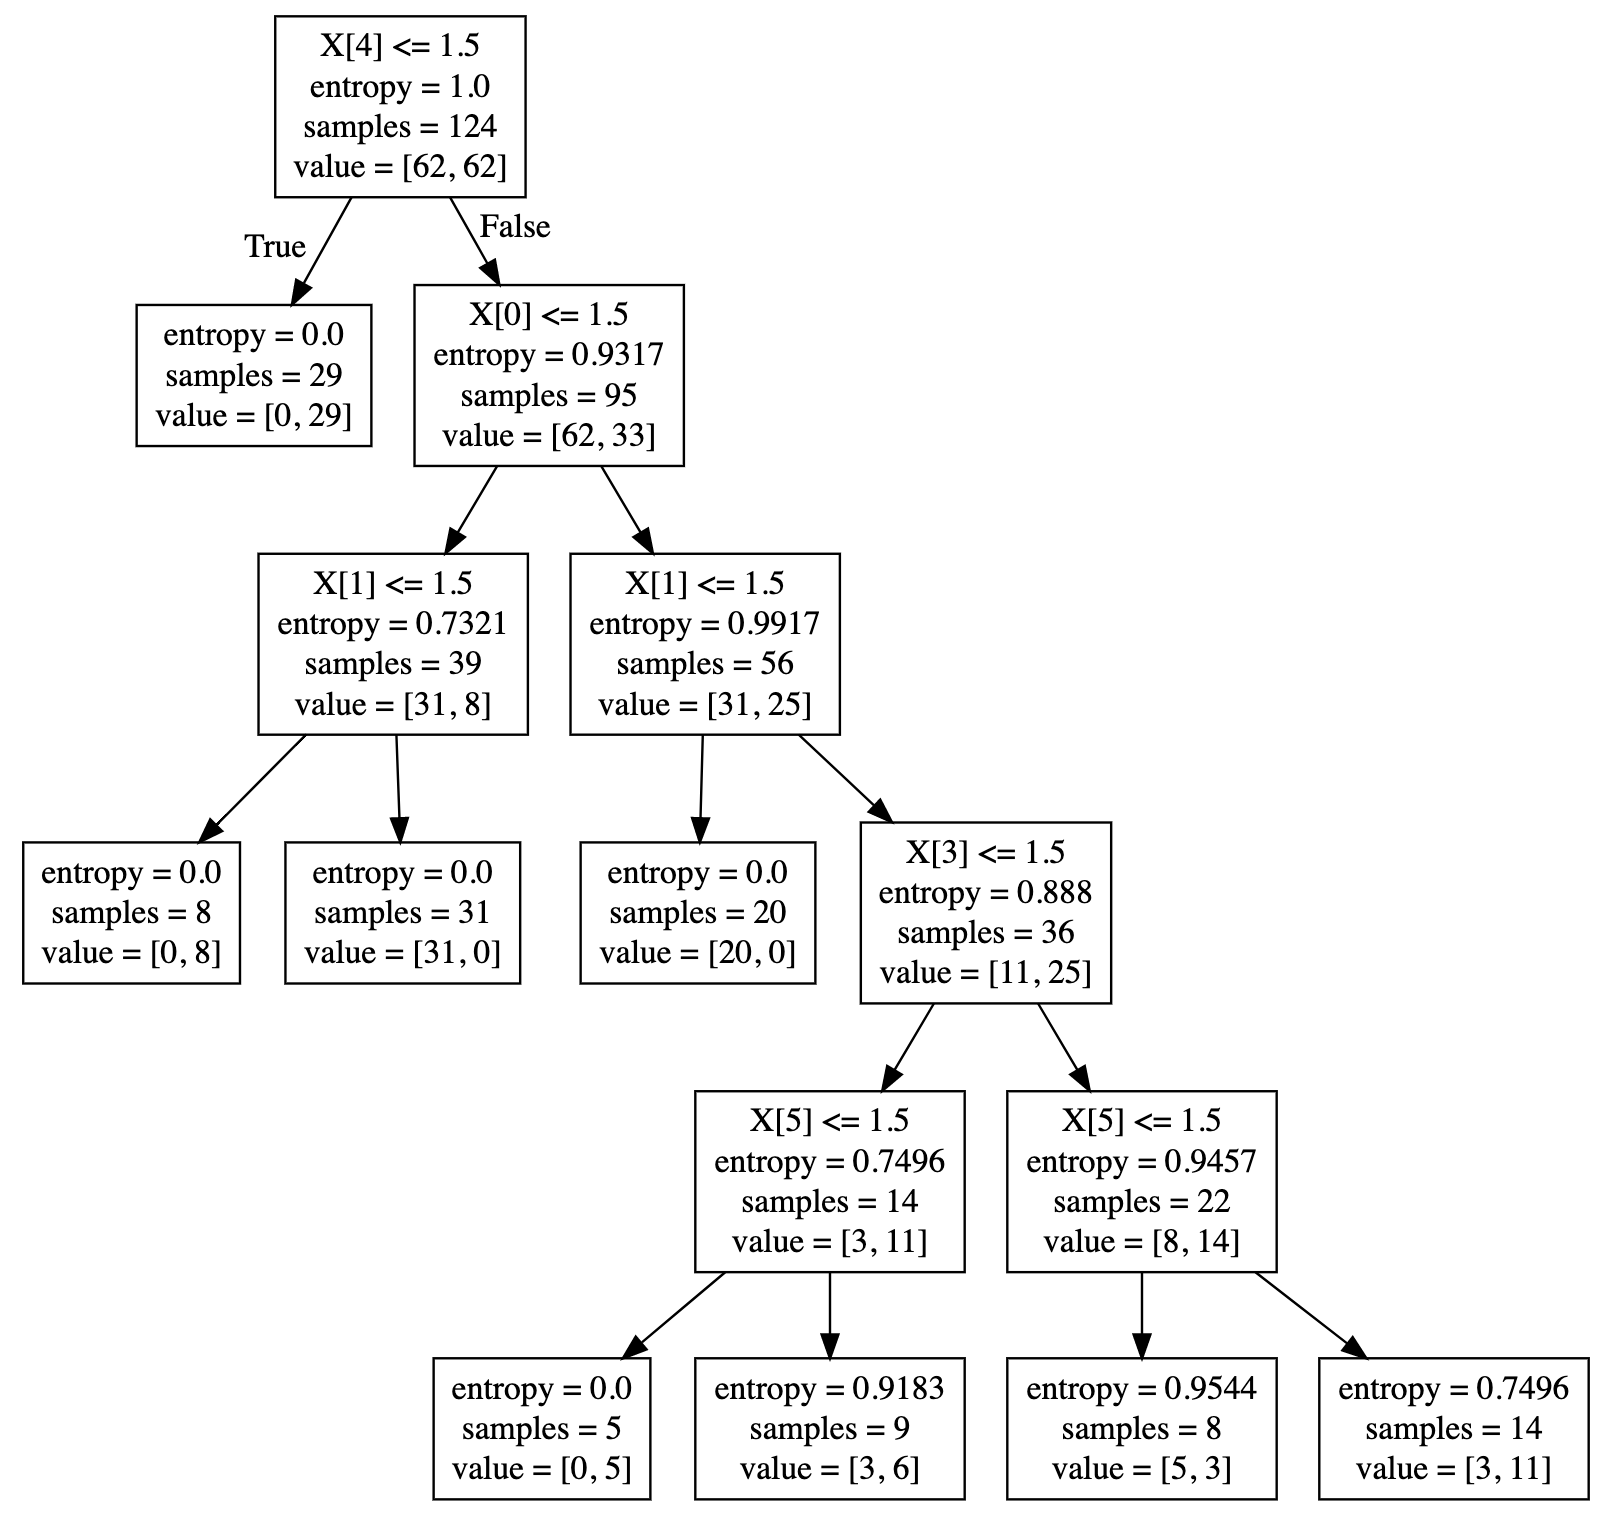 X[4] <= 1.5
entropy = 1.0
samples = 124
value = [62, 62]
True
False
entropy = 0.0
samples = 29
value = [0, 29]
X[0] <= 1.5
entropy = 0.9317
samples = 95
value = [62, 33]
X[1] <= 1.5
entropy = 0.7321
samples = 39
value = [31, 8]
X[1] <= 1.5
entropy = 0.9917
samples = 56
value = [31, 25]
entropy = 0.0
samples = 8
value = [0, 8]
entropy = 0.0
samples = 31
value = [31, 0]
entropy = 0.0
samples = 20
value = [20, 0]
X[3] <= 1.5
entropy = 0.888
samples = 36
value = [11, 25]
X[5] <= 1.5
entropy = 0.7496
samples = 14
value = [3, 11]
X[5] <= 1.5
entropy = 0.9457
samples = 22
value = [8, 14]
entropy = 0.0
samples = 5
value = [0, 5]
entropy = 0.9183
samples = 9
value = [3, 6]
entropy = 0.9544
samples = 8
value = [5, 3]
entropy = 0.7496
samples = 14
value = [3, 11]